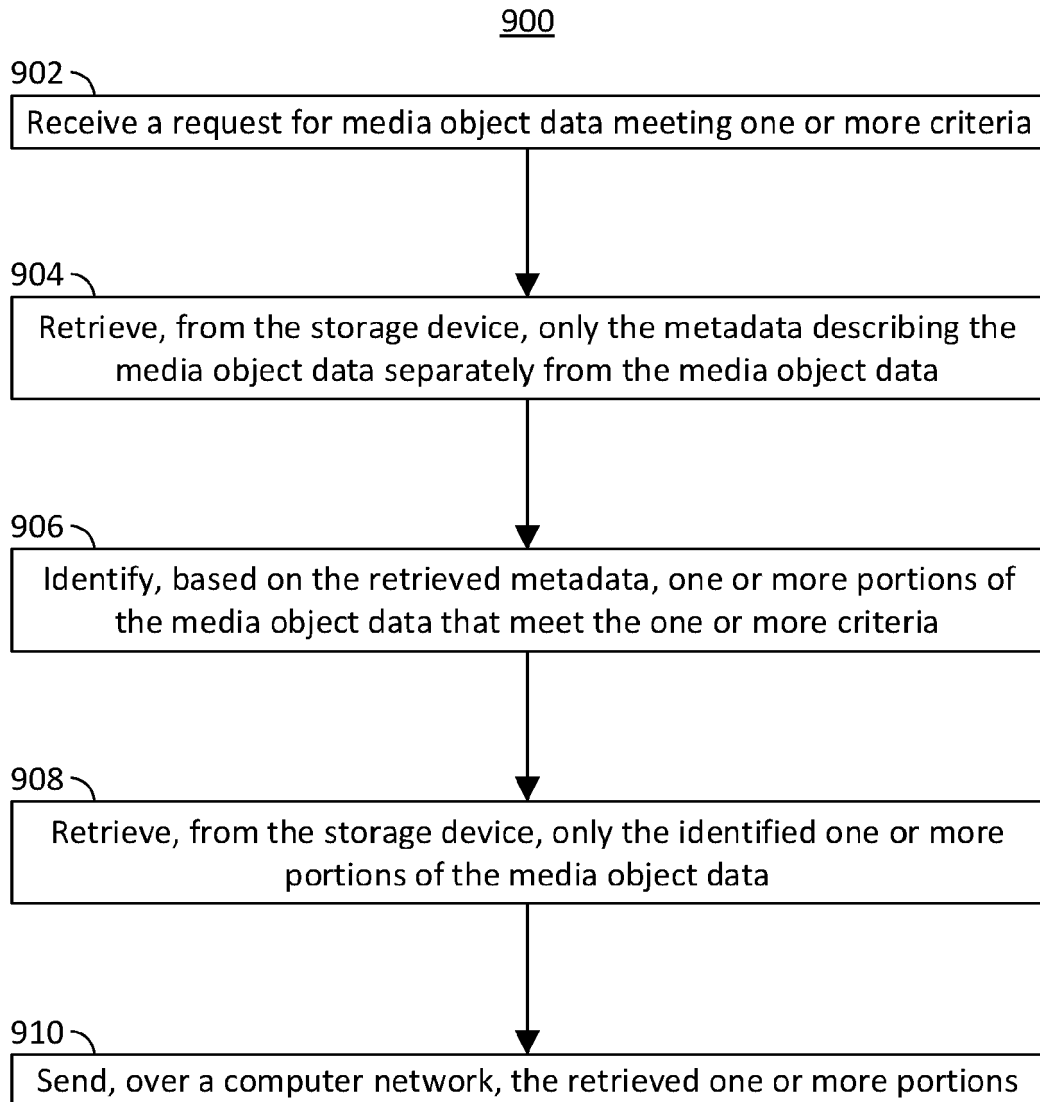 900
902
Receive a request for media object data meeting one or more criteria
904
Retrieve, from the storage device, only the metadata describing the
media object data separately from the media object data
906
Identify, based on the retrieved metadata, one or more portions of
the media object data that meet the one or more criteria
908
Retrieve, from the storage device, only the identified one or more
portions of the media object data
910
Send, over a computer network, the retrieved one or more portions